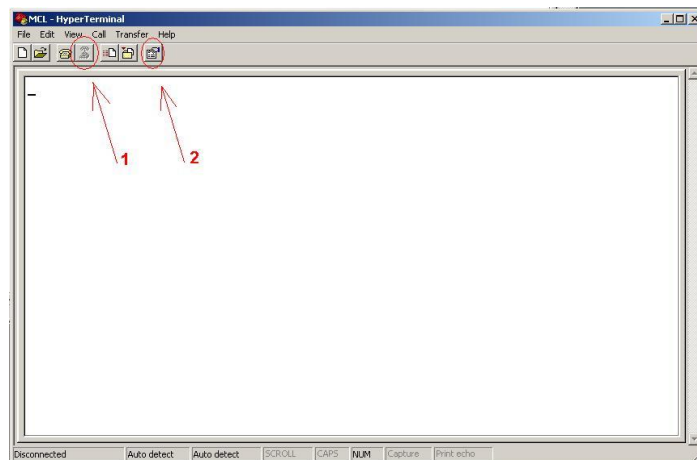 MCL - HyperTerminal
File Edit View Call Transfer Help
1 2
Disconnected Auto detect Auto detect SCROLL CAPS NUM Capture Print echo